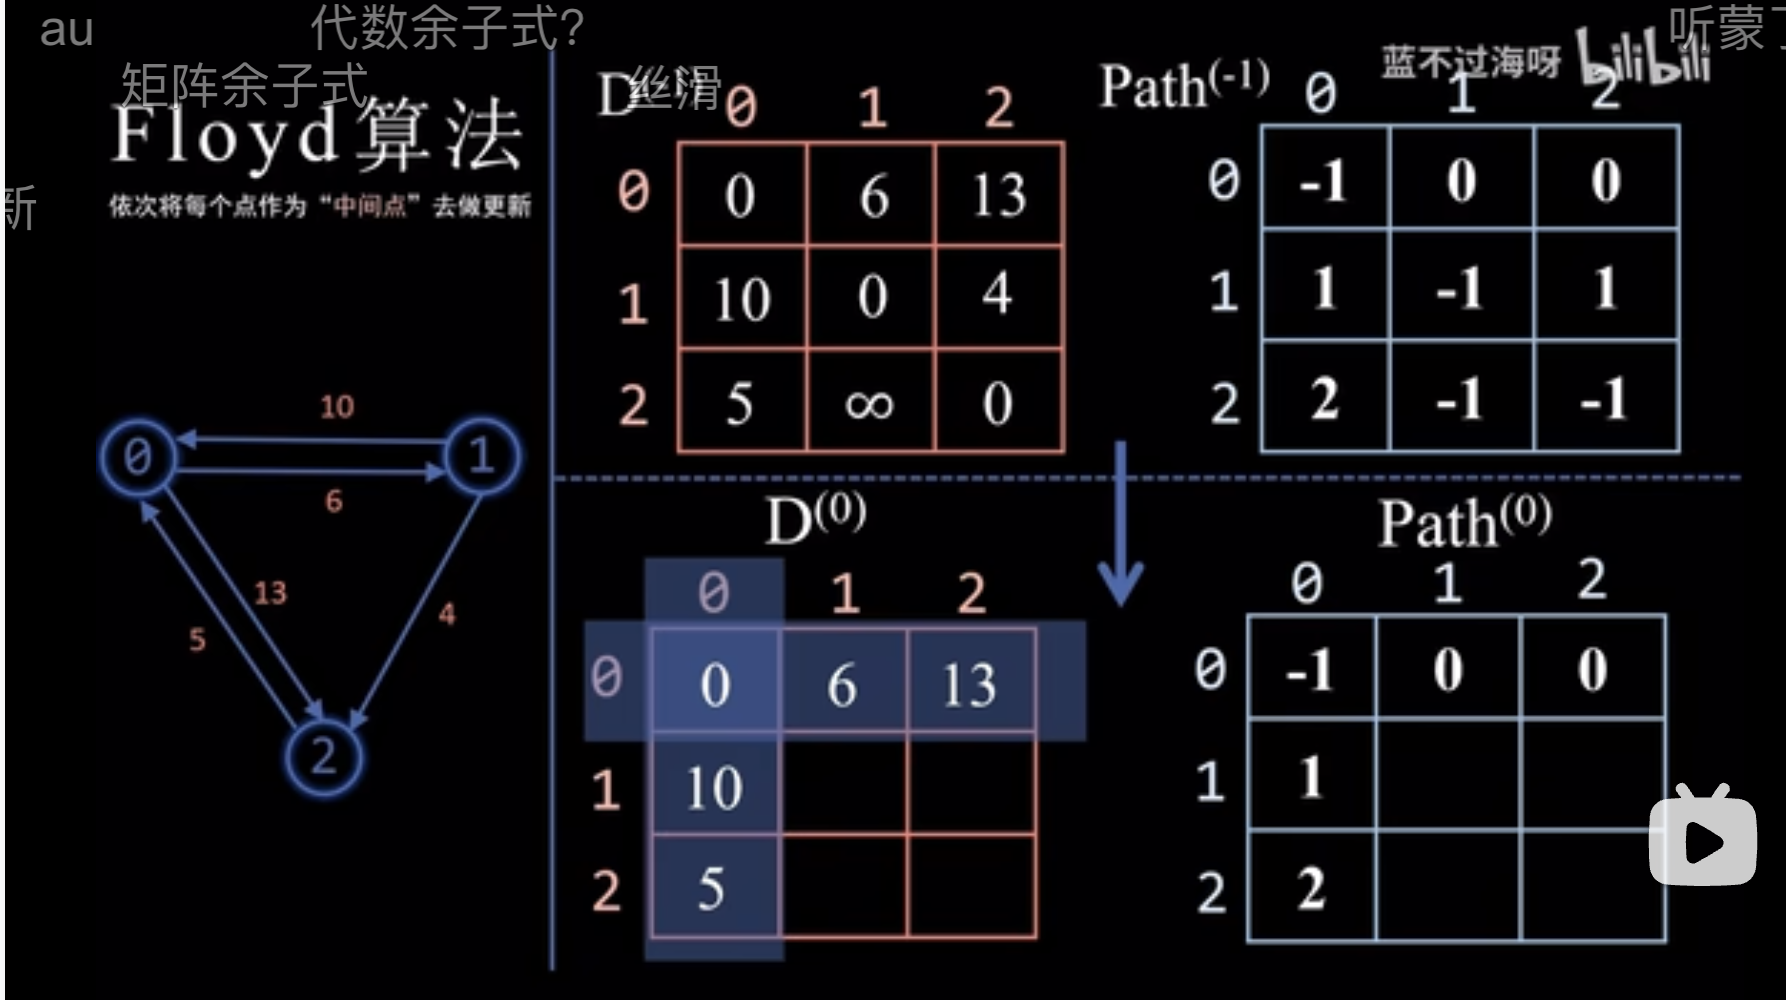 au 代数余子式?
矩阵余子式
丝滑
蓝不过海呀 bilibili
新
Floyd算法
依次将每个点作为“中间点”去做更新
D
0 1 2
0 0 6 13
1 10 0 4
2 5 ∞ 0
Path(-1)
0 1 2
0 -1 0 0
1 1 -1 1
2 2 -1 -1
10
0 1
6
13
5
4
2
D(0)
0 1 2
0 0 6 13
1 10
2 5
Path(0)
0 1 2
0 -1 0 0
1 1
2 2